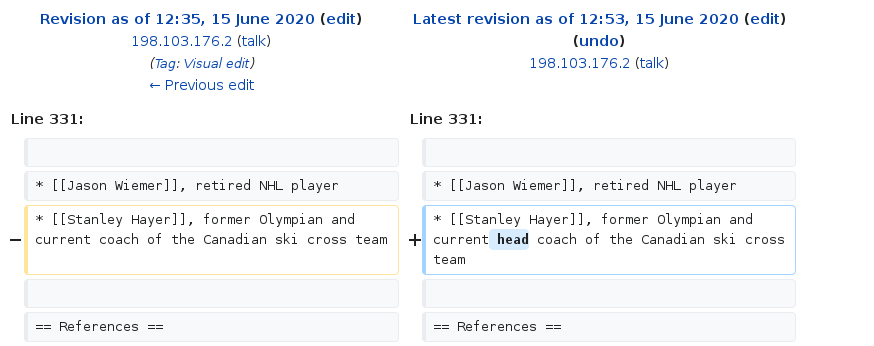 Revision as of 12:35, 15 June 2020 (edit)
198.103.176.2 (talk)
(Tag: Visual edit)
← Previous edit
Latest revision as of 12:53, 15 June 2020 (edit)
(undo)
198.103.176.2 (talk)
Line 331:
Line 331:
* [[Jason Wiemer]], retired NHL player
* [[Jason Wiemer]], retired NHL player
− * [[Stanley Hayer]], former Olympian and
current coach of the Canadian ski cross team
+ * [[Stanley Hayer]], former Olympian and
current head coach of the Canadian ski cross
team
== References ==
== References ==